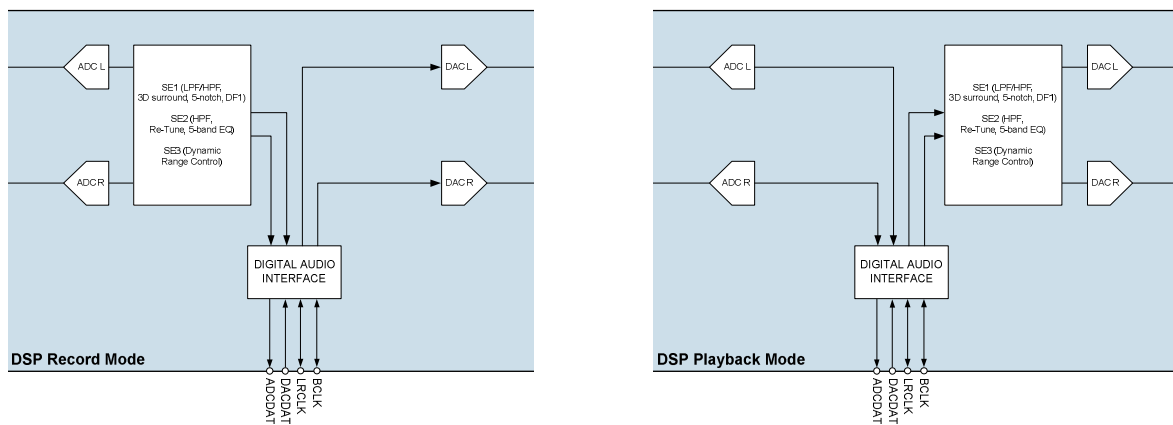 ADC L
SE1 (LPF/HPF,
3D surround, 5-notch, DF1)
SE2 (HPF,
Re-Tune, 5-band EQ)
SE3 (Dynamic
Range Control)
DAC L
ADC R
DAC R
DIGITAL AUDIO
INTERFACE
DSP Record Mode
ADCDAT
DACDAT
LRCLK
BCLK
ADC L
SE1 (LPF/HPF,
3D surround, 5-notch, DF1)
SE2 (HPF,
Re-Tune, 5-band EQ)
SE3 (Dynamic
Range Control)
DAC L
ADC R
DAC R
DIGITAL AUDIO
INTERFACE
DSP Playback Mode
ADCDAT
DACDAT
LRCLK
BCLK